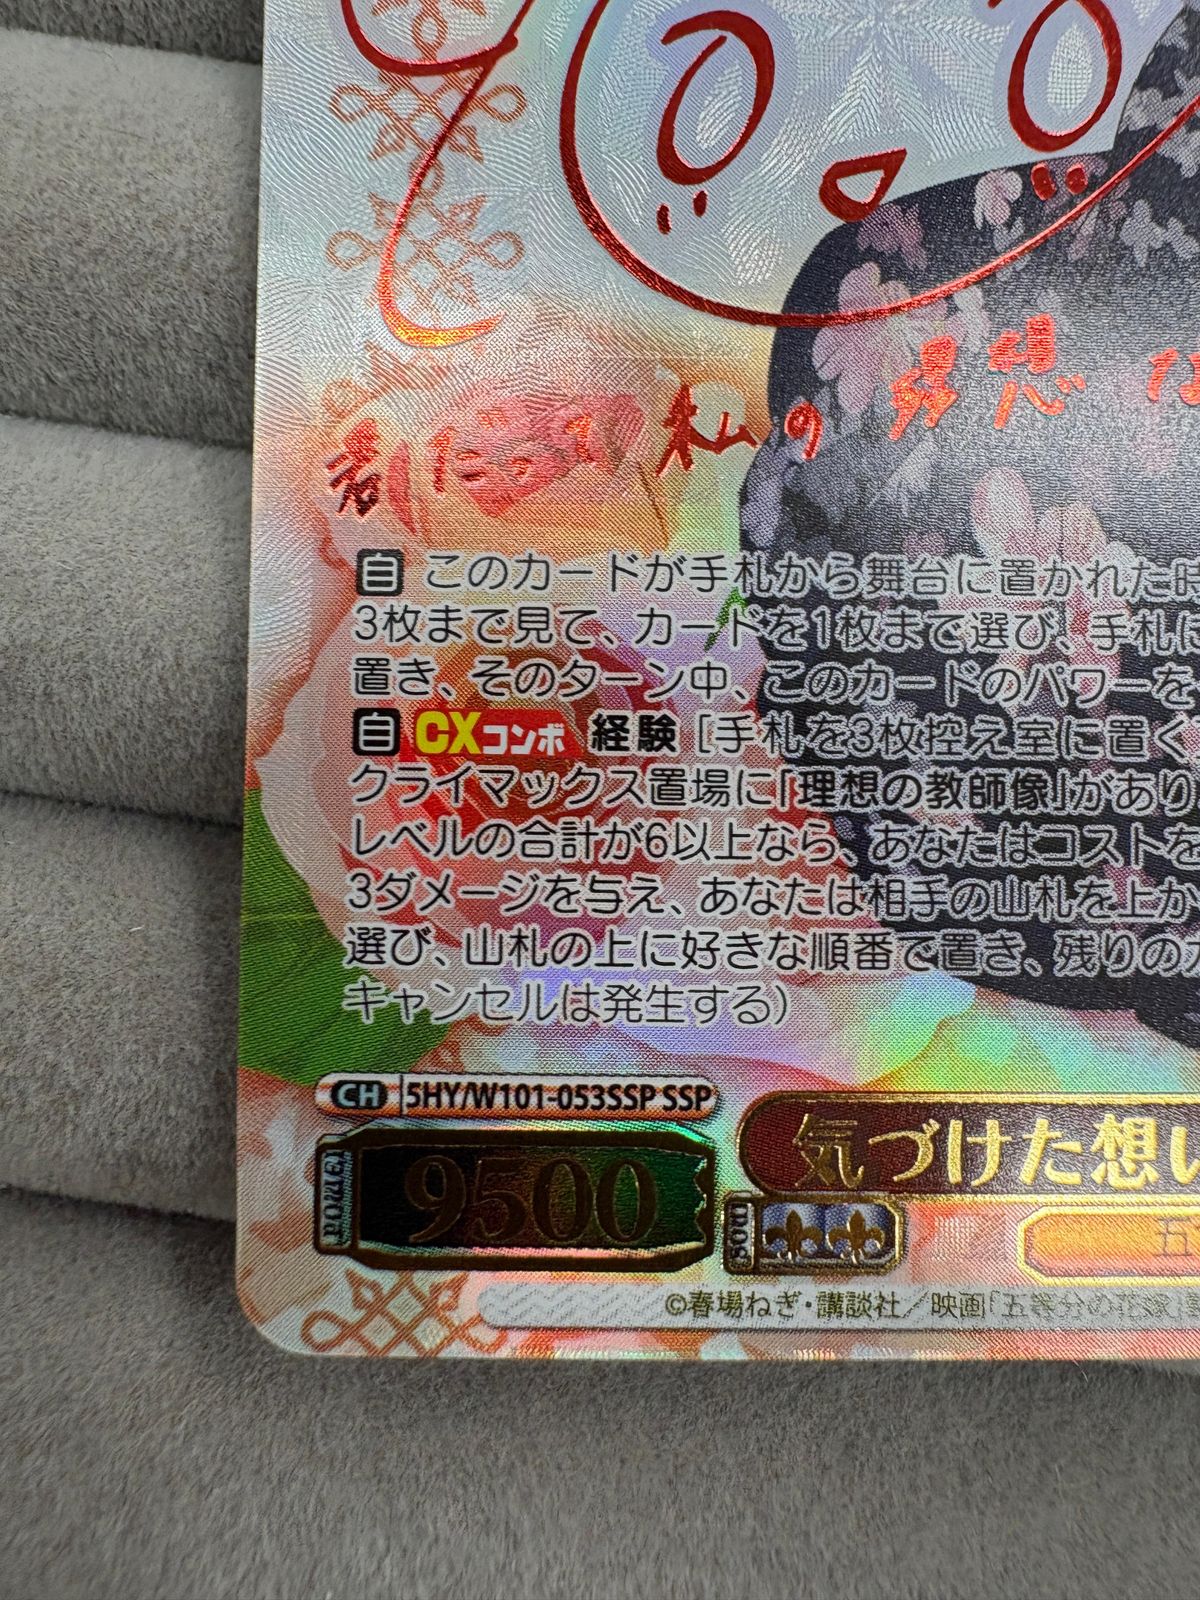 君にとって私の理想な
自 このカードが手札から舞台に置かれた時
3枚まで見て、カードを1枚まで選び、手札に
置き、そのターン中、このカードのパワーを
自 CXコンボ 経験 [手札を3枚控え室に置く
クライマックス置場に「理想の教師像」があり
レベルの合計が6以上なら、あなたはコストを
3ダメージを与え、あなたは相手の山札を上か
選び、山札の上に好きな順番で置き、残りのカ
キャンセルは発生する)
CH 5HY/W101-053SSP SSP
POWER 9500
気づけた想い
SOUL
五
©春場ねぎ・講談社／映画「五等分の花嫁」製